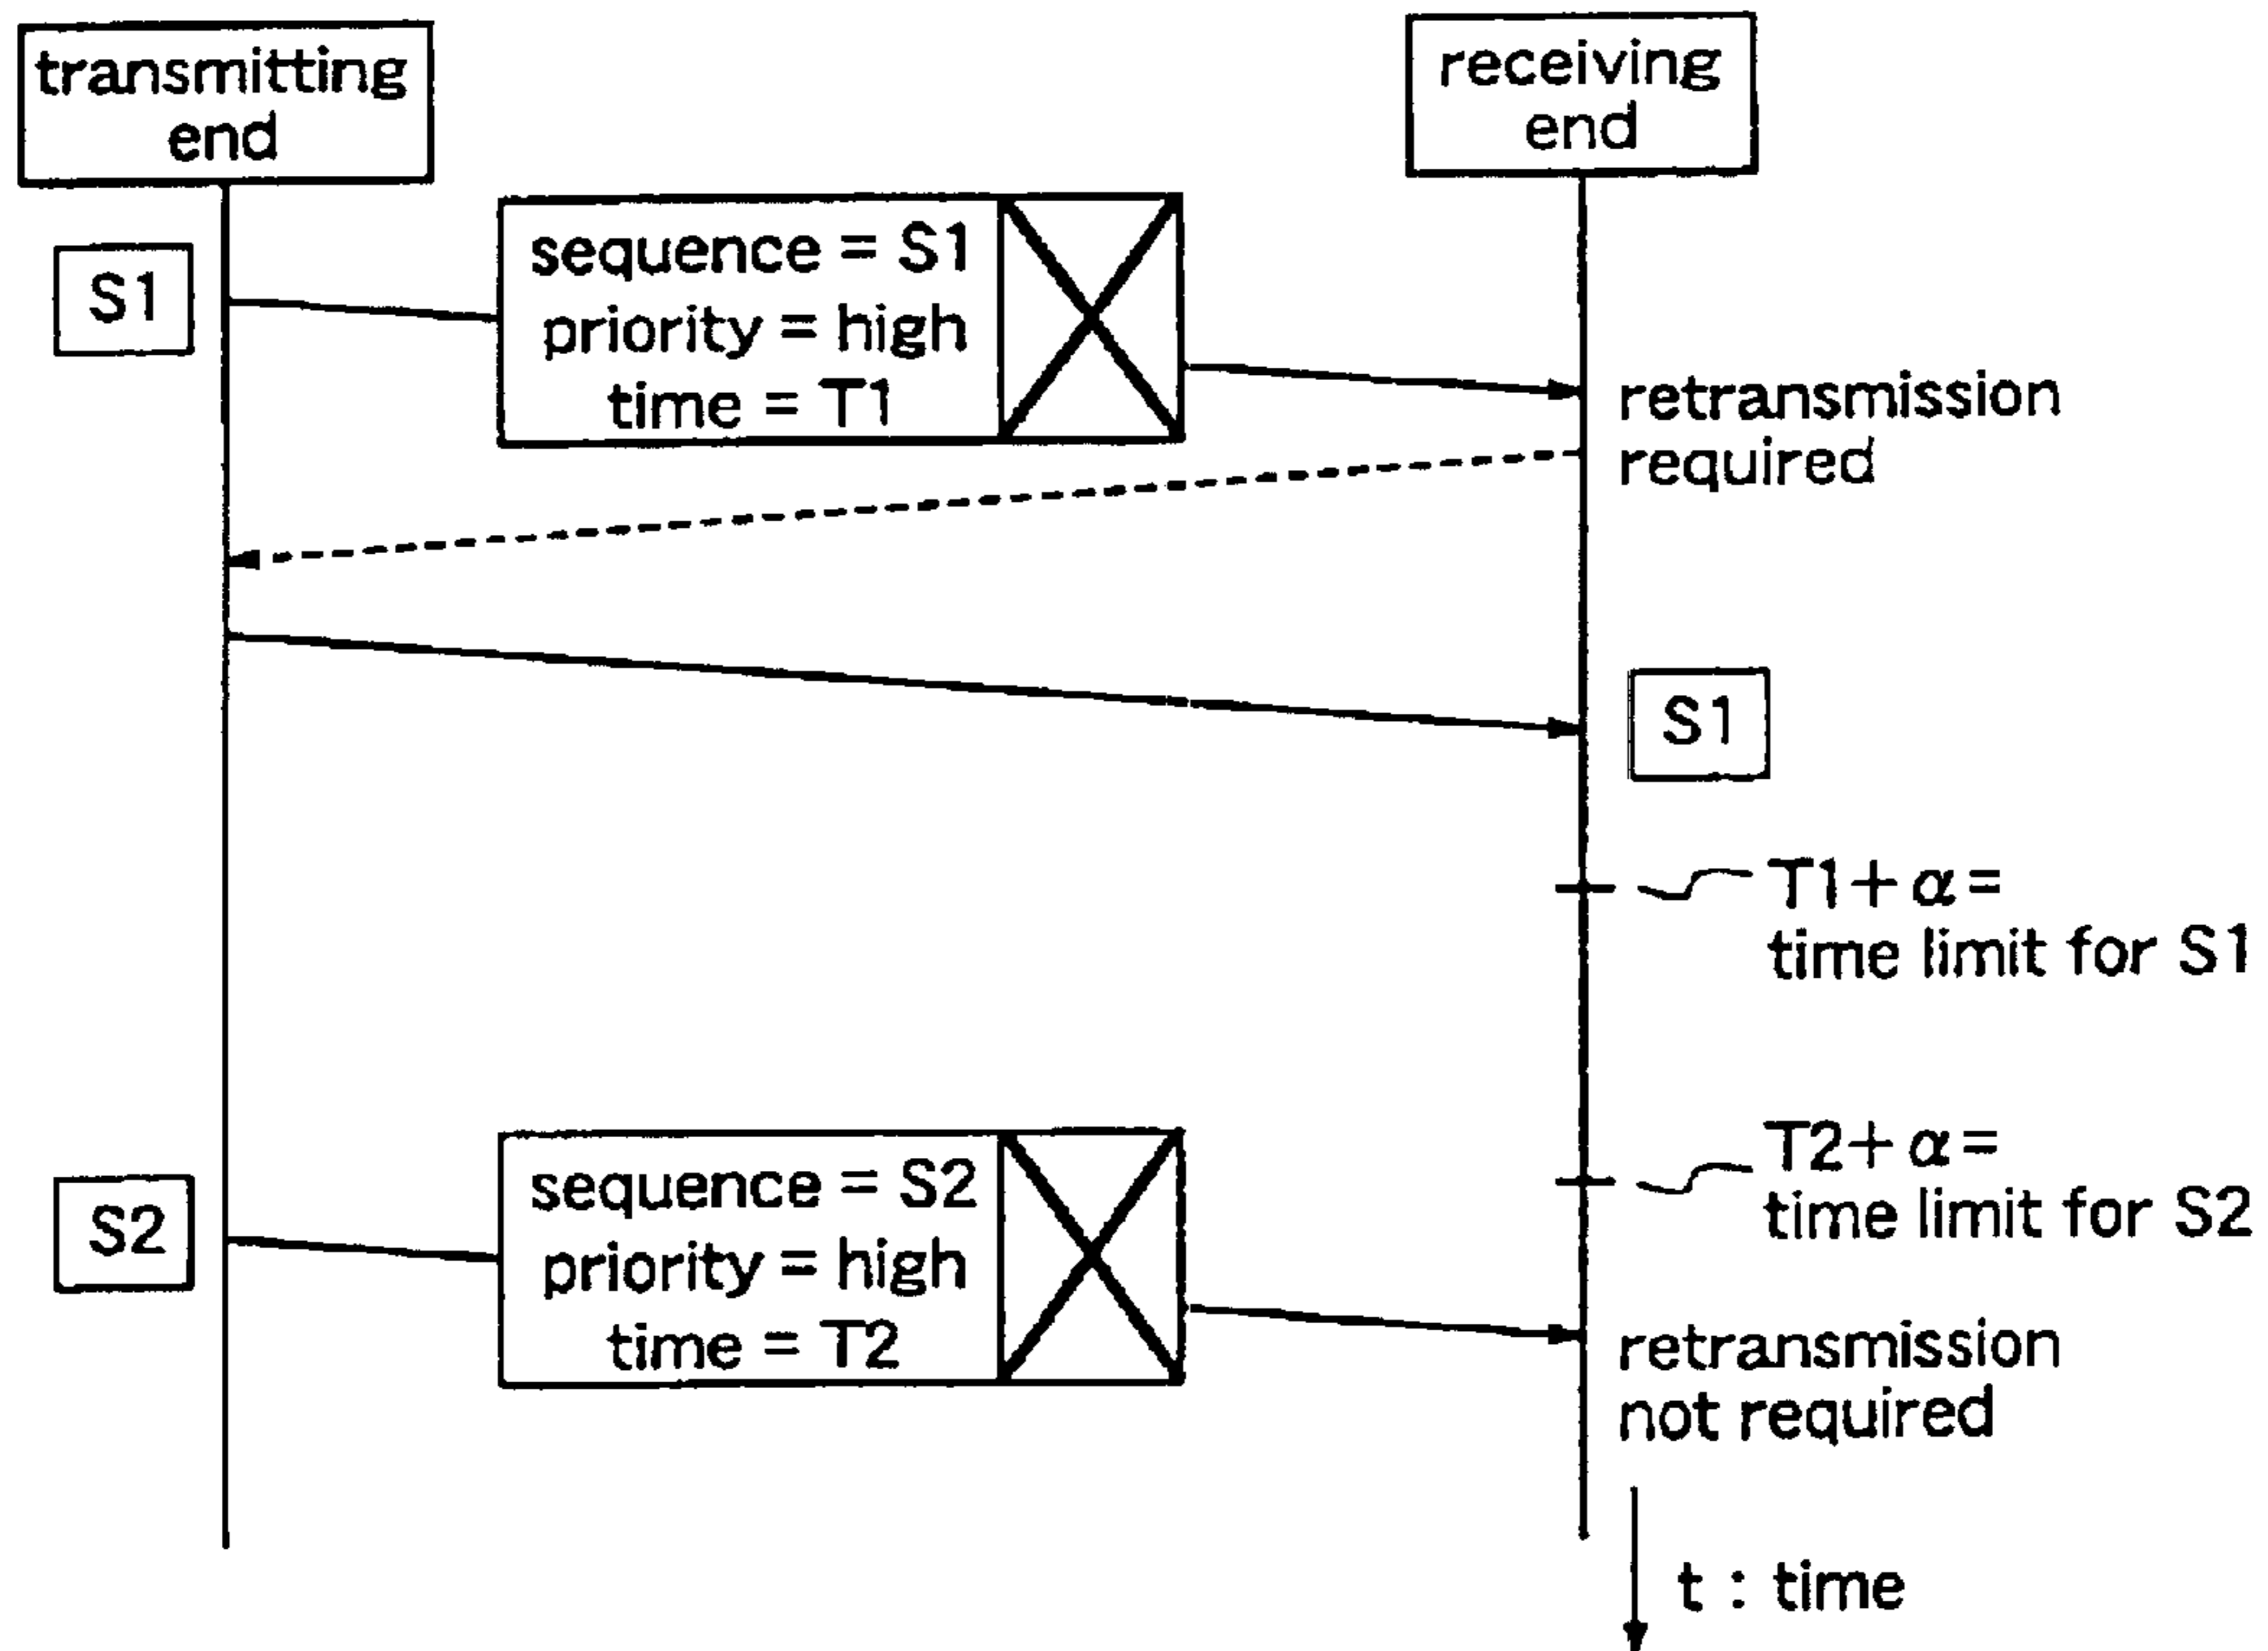 transmitting
end
receiving
end
S1
sequence = S1
priority = high
time = T1
retransmission
required
S1
T1+α=
time limit for S1
T2+α=
time limit for S2
S2
sequence = S2
priority = high
time = T2
retransmission
not required
t : time